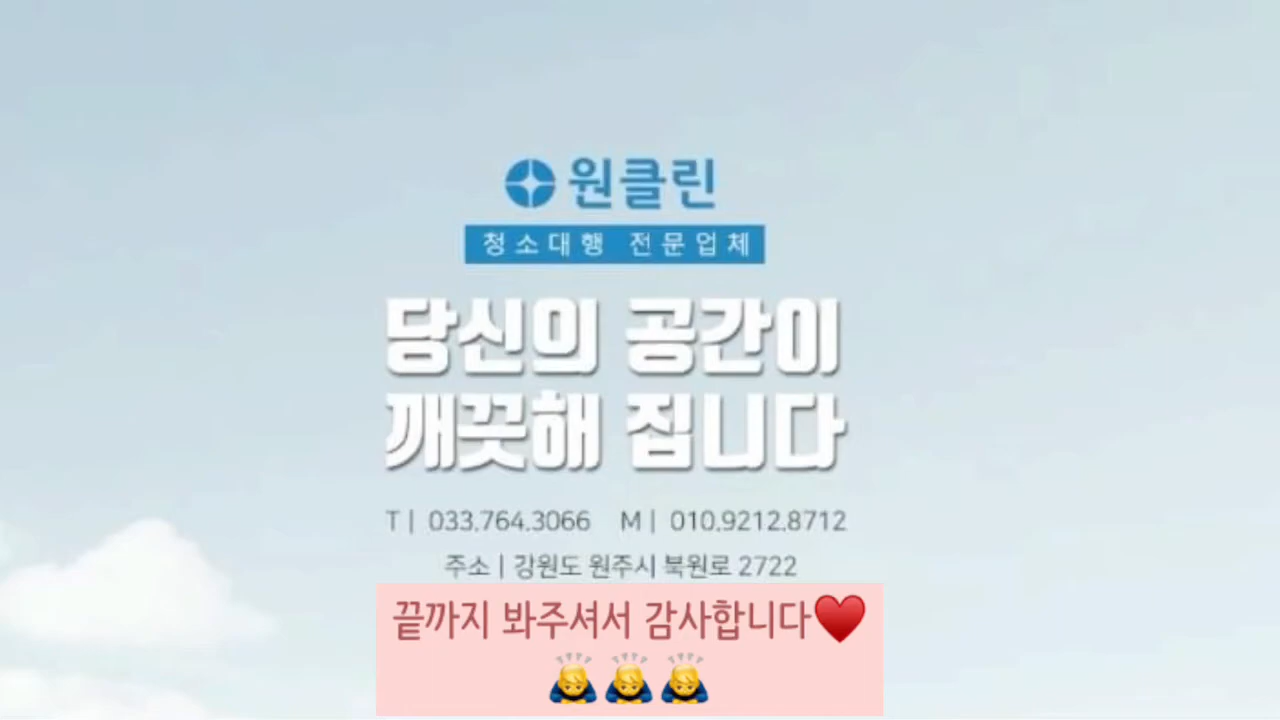 원클린
청소대행 전문업체
당신의 공간이
깨끗해 집니다
T | 033.764.3066 M | 010.9212.8712
주소 | 강원도 원주시 북원로 2722
끝까지 봐주셔서 감사합니다♥️
🙇🙇🙇